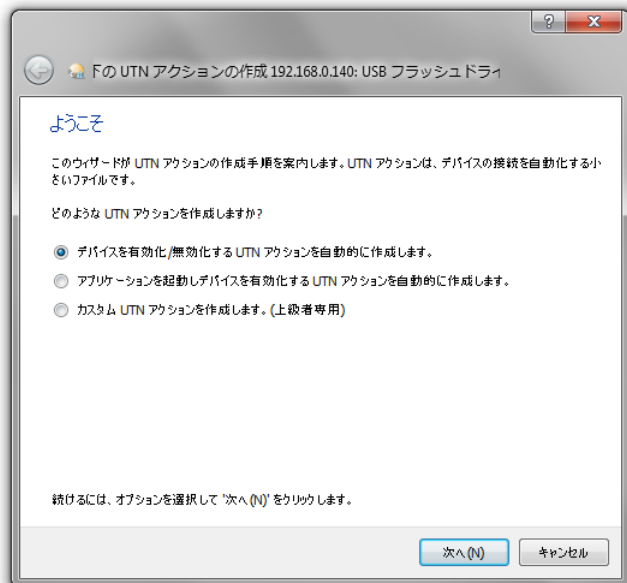 下の UTN アクションの作成 192.168.0.140: USB フラッシュドライ
ようこそ
このウィザードが UTN アクションの作成手順を案内します。UTN アクションは、デバイスの接続を自動化する小
さいファイルです。
どのような UTN アクションを作成しますか?
デバイスを有効化/無効化する UTN アクションを自動的に作成します。
アプリケーションを起動しデバイスを有効化する UTN アクションを自動的に作成します。
カスタム UTN アクションを作成します。(上級者専用)
続けるには、オプションを選択して '次へ(N)' をクリックします。
次へ(N)
キャンセル